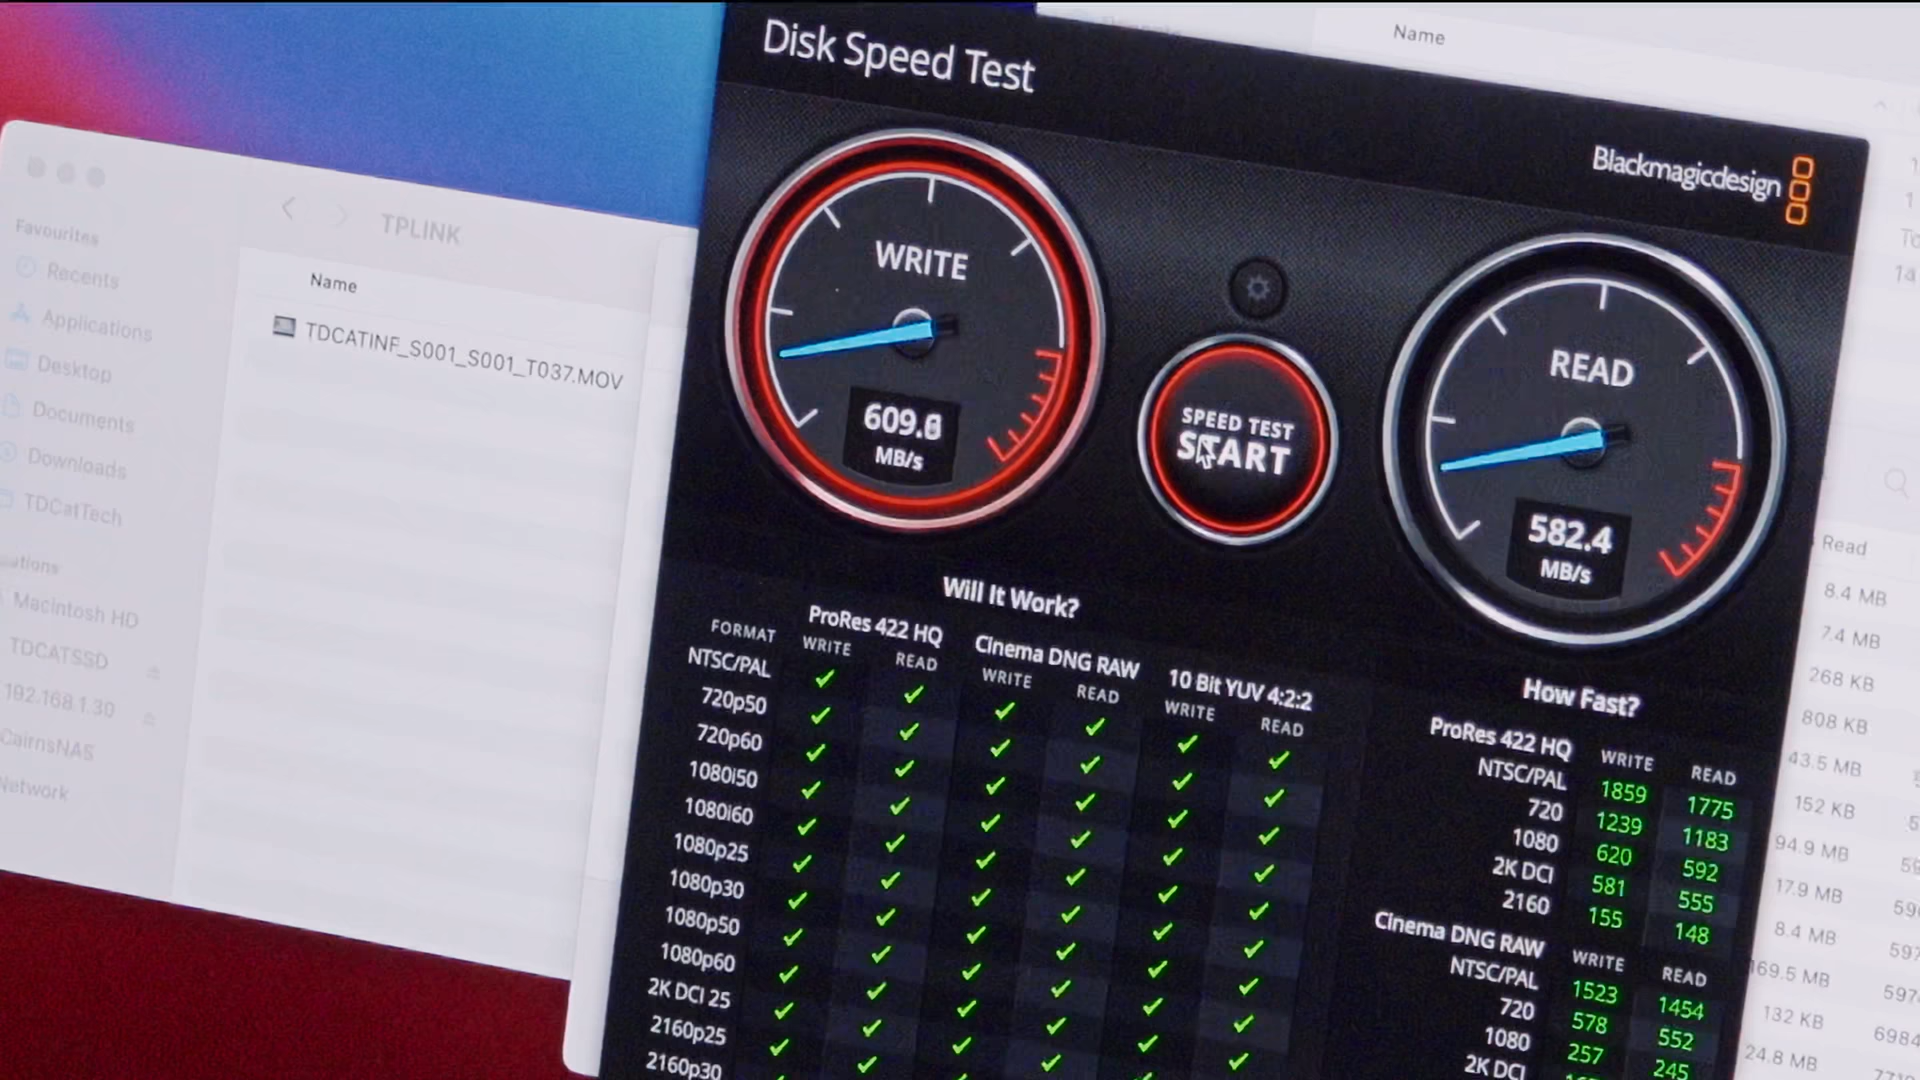 Name
Disk Speed Test
Blackmagicdesign
Favourites
Recents
Applications
Desktop
Documents
Downloads
TDCatTech
Macintosh HD
TDCATSSD
192.168.1.30
CairnsNAS
Network
TPLINK
Name
TDCATINF_S001_S001_T037.MOV
WRITE
MB/s
SPEED TEST
START
READ
582.4
MB/s
Will It Work?
FORMAT
ProRes 422 HQ
WRITE READ
Cinema DNG RAW
WRITE READ
10 Bit YUV 4:2:2
WRITE READ
NTSC/PAL
720p50
720p60
1080i50
1080i60
1080p25
1080p30
1080p50
1080p60
2K DCI 25
2160p25
2160p30
How Fast?
ProRes 422 HQ WRITE READ
NTSC/PAL 1859 1775
720 1239 1183
1080 620 592
2K DCI 581 555
2160 155 148
Cinema DNG RAW WRITE READ
NTSC/PAL 1523 1454
720 578 552
1080 257 245
2K DCI
Read
8.4 MB
7.4 MB
268 KB
808 KB
43.5 MB
152 KB
94.9 MB
17.9 MB
8.4 MB
169.5 MB
132 KB
24.8 MB